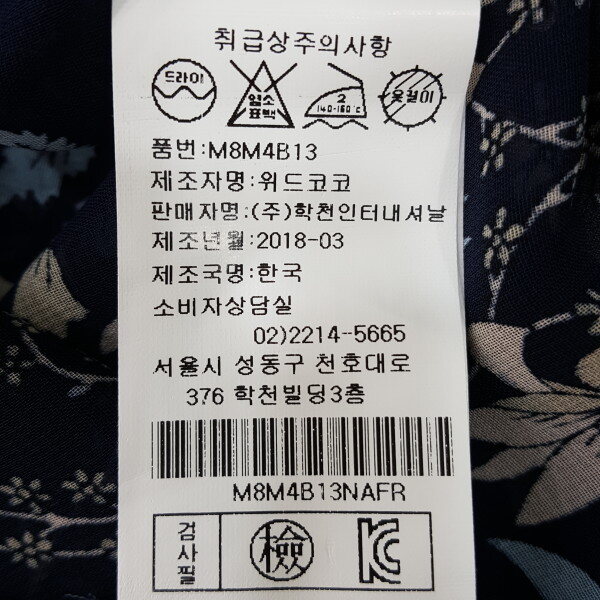 취급상주의사항
드라이 염소 표백 2 140-160℃ 옷걸이
품번:M8M4B13
제조자명:위드코코
판매자명:(주)학천인터내셔날
제조년월:2018-03
제조국명:한국
소비자상담실
02)2214-5665
서울시 성동구 천호대로
376 학천빌딩3층
M8M4B13NAFR
검사필 檢 KC